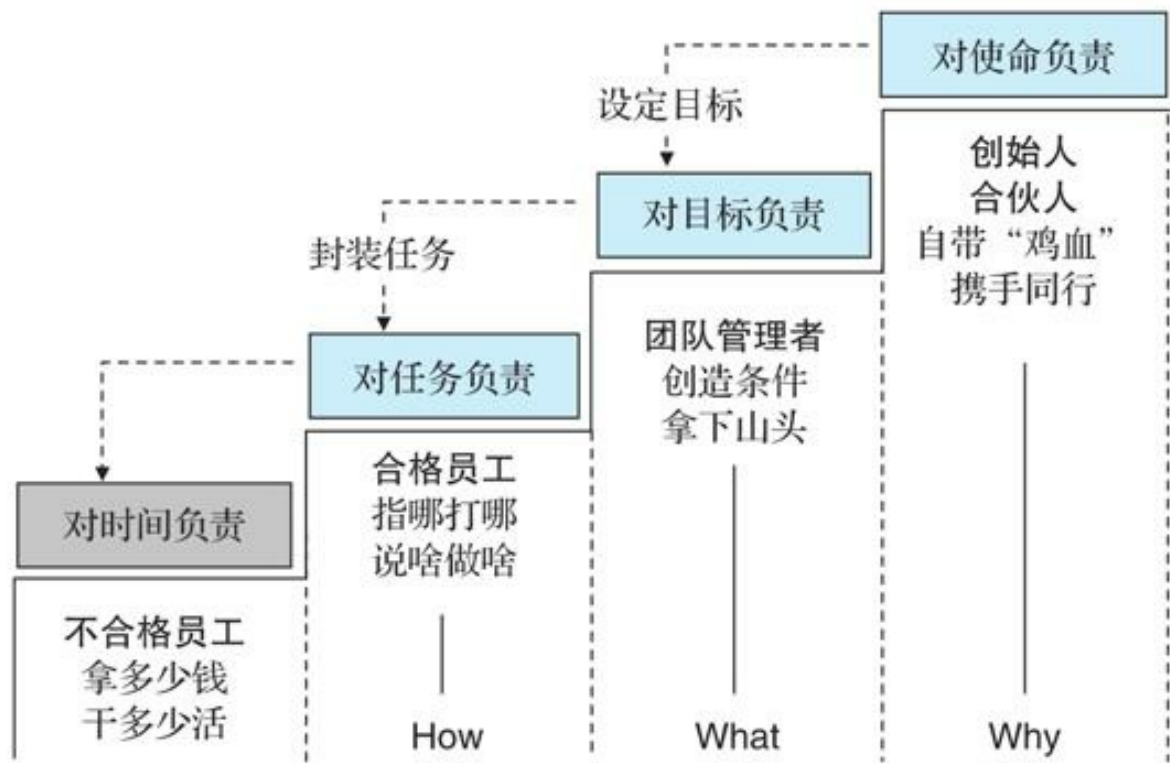 对使命负责
设定目标
创始人
合伙人
自带“鸡血”
携手同行
对目标负责
封装任务
团队管理者
创造条件
拿下山头
对任务负责
合格员工
指哪打哪
说啥做啥
对时间负责
不合格员工
拿多少钱
干多少活
How
What
Why